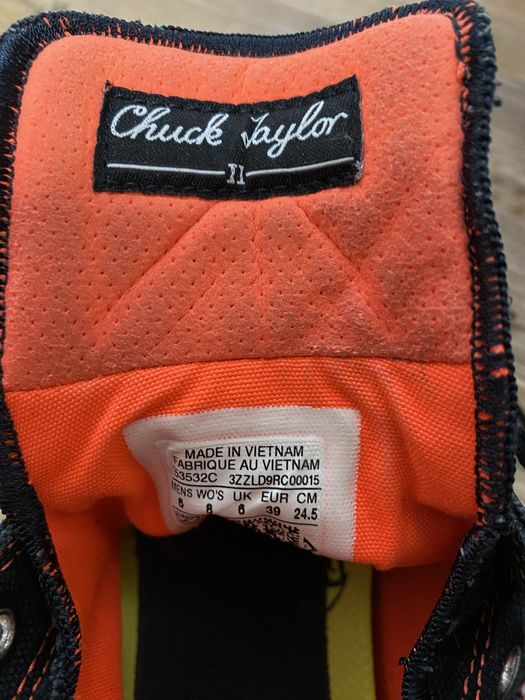 Chuck Taylor
II
MADE IN VIETNAM
FABRIQUE AU VIETNAM
153532C 3ZZLD9RC00015
MENS WO'S UK EUR CM
6 8 6 39 24.5